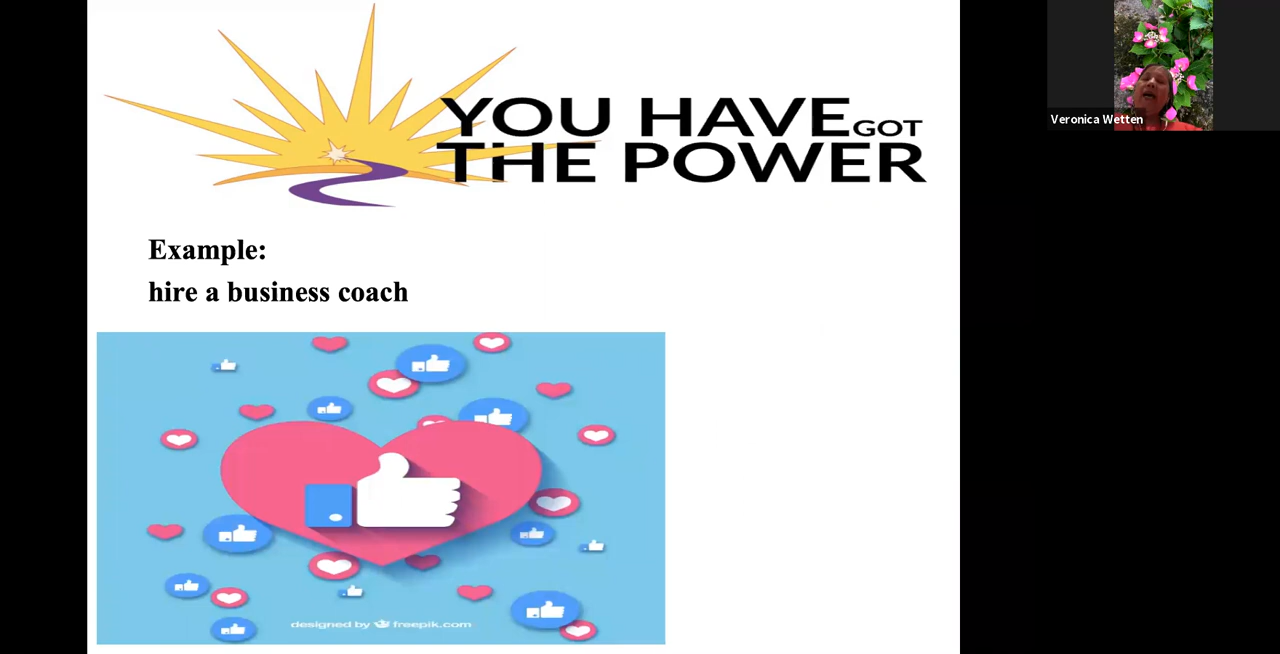 YOU HAVE GOT
THE POWER
Example:
hire a business coach
designed by freepik.com
Veronica Wetten